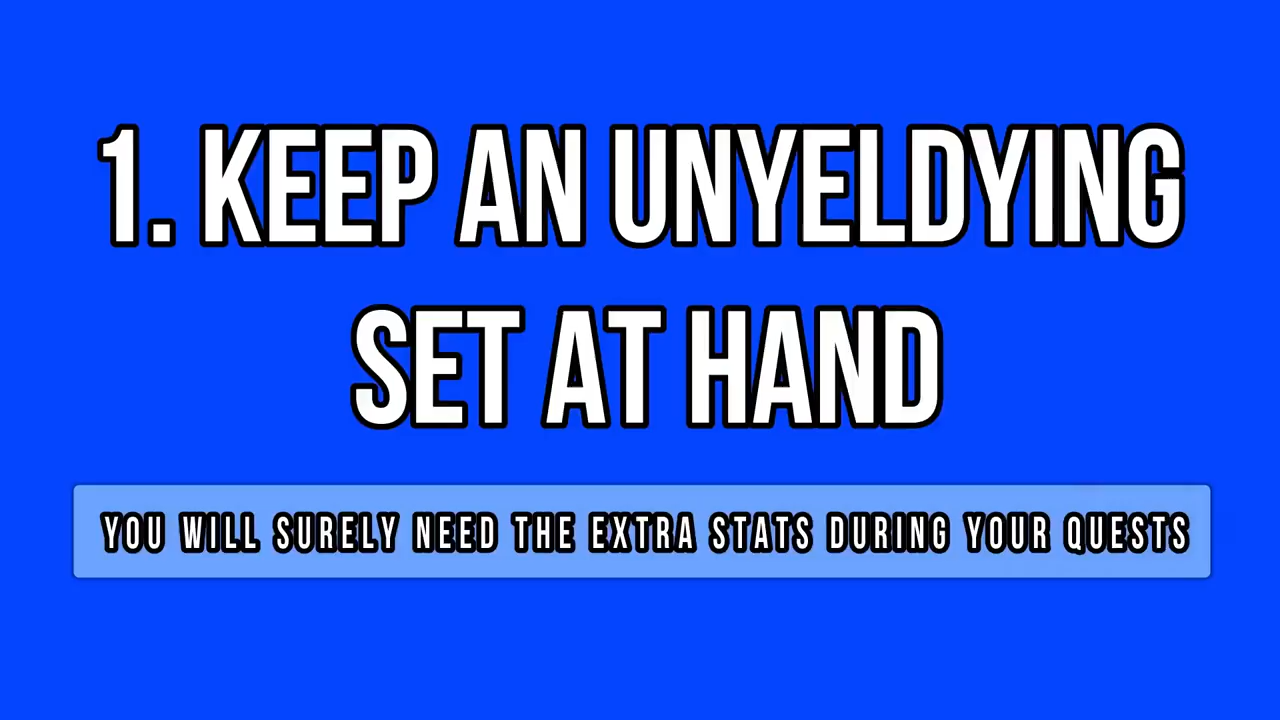 1. KEEP AN UNYELDYING
SET AT HAND
YOU WILL SURELY NEED THE EXTRA STATS DURING YOUR QUESTS